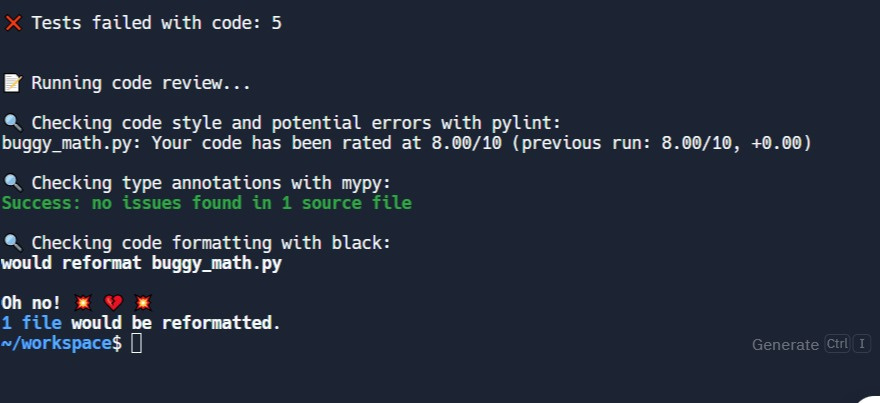 ❌ Tests failed with code: 5
📝 Running code review...
🔍 Checking code style and potential errors with pylint:
buggy_math.py: Your code has been rated at 8.00/10 (previous run: 8.00/10, +0.00)
🔍 Checking type annotations with mypy:
Success: no issues found in 1 source file
🔍 Checking code formatting with black:
would reformat buggy_math.py
Oh no! 💥 💔 💥
1 file would be reformatted.
~/workspace$
Generate Ctrl I